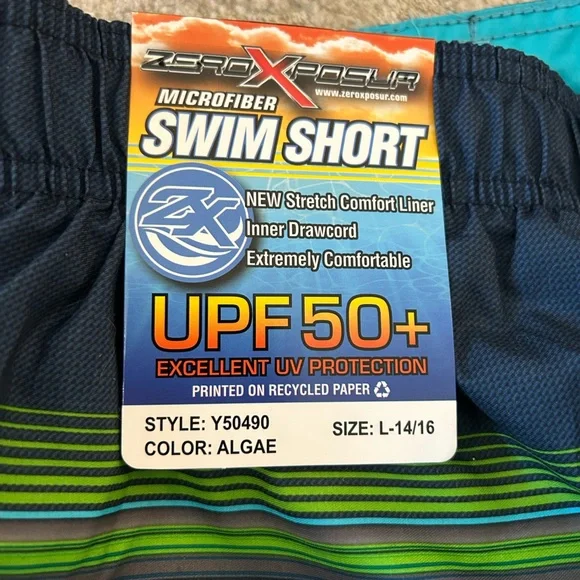 ZEROXPOSUR
www.zeroxposur.com
MICROFIBER
SWIM SHORT
ZX
NEW Stretch Comfort Liner
Inner Drawcord
Extremely Comfortable
UPF 50+
EXCELLENT UV PROTECTION
PRINTED ON RECYCLED PAPER
STYLE: Y50490
SIZE: L-14/16
COLOR: ALGAE